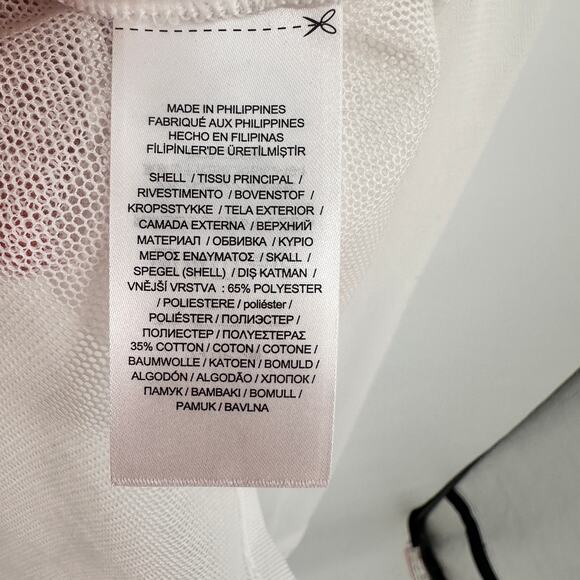 MADE IN PHILIPPINES
FABRIQUÉ AUX PHILIPPINES
HECHO EN FILIPINAS
FİLİPİNLER'DE ÜRETİLMİŞTİR
SHELL / TISSU PRINCIPAL /
RIVESTIMENTO / BOVENSTOF /
KROPSSTYKKE / TELA EXTERIOR /
CAMADA EXTERNA / ВЕРХНИЙ
МАТЕРИАЛ / ОБВИВКА / ΚΥΡΙΟ
ΜΕΡΟΣ ΕΝΔΥΜΑΤΟΣ / SKALL /
SPEGEL (SHELL) / DIŞ KATMAN /
VNĚJŠÍ VRSTVA : 65% POLYESTER
/ POLIESTERE / poliéster /
POLIÉSTER / ПОЛИЭСТЕР /
ПОЛИЕСТЕР / ΠΟΛΥΕΣΤΕΡΑΣ
35% COTTON / COTON / COTONE /
BAUMWOLLE / KATOEN / BOMULD /
ALGODÓN / ALGODÃO / ХЛОПОК /
ПАМУК / BAMBAKI / BOMULL /
PAMUK / BAVLNA